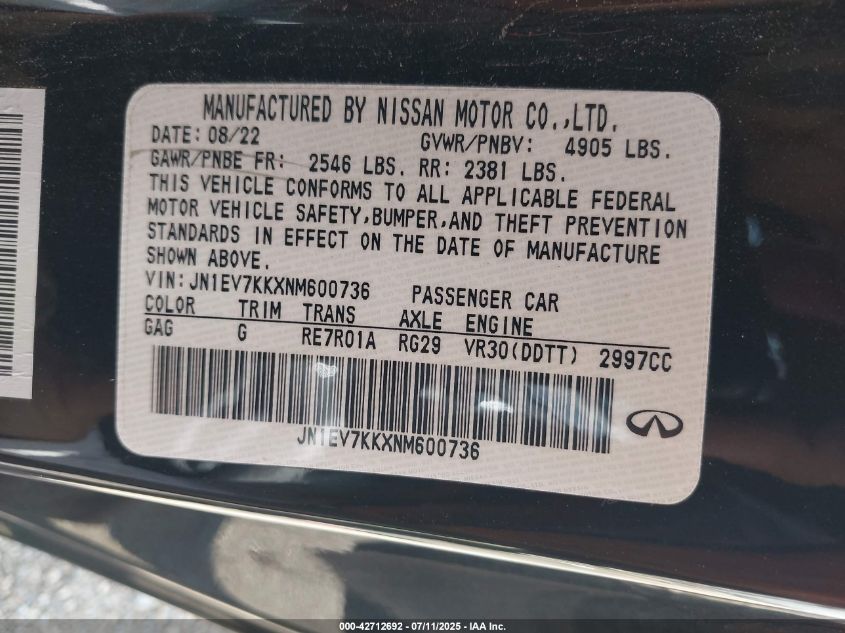 MANUFACTURED BY NISSAN MOTOR CO.,LTD.
DATE: 08/22 GVWR/PNBV: 4905 LBS.
GAWR/PNBE FR: 2546 LBS. RR: 2381 LBS.
THIS VEHICLE CONFORMS TO ALL APPLICABLE FEDERAL
MOTOR VEHICLE SAFETY,BUMPER,AND THEFT PREVENTION
STANDARDS IN EFFECT ON THE DATE OF MANUFACTURE
SHOWN ABOVE.
VIN:JN1EV7KKXNM600736 PASSENGER CAR
COLOR TRIM TRANS AXLE ENGINE
GAG G RE7R01A RG29 VR30(DDTT) 2997CC
JN1EV7KKXNM600736
000-42712692 - 07/11/2025 - IAA Inc.